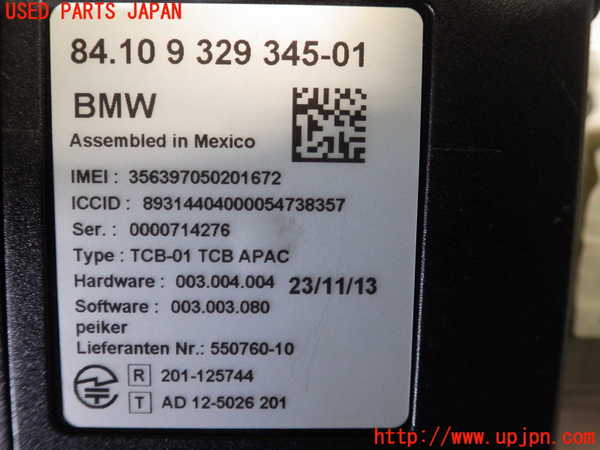 USED PARTS JAPAN
84.10 9 329 345-01
BMW
Assembled in Mexico
IMEI : 356397050201672
ICCID : 89314404000054738357
Ser. : 0000714276
Type : TCB-01 TCB APAC
Hardware : 003.004.004 23/11/13
Software : 003.003.080
peiker
Lieferanten Nr.: 550760-10
R 201-125744
T AD 12-5026 201
http://www.upjpn.com/